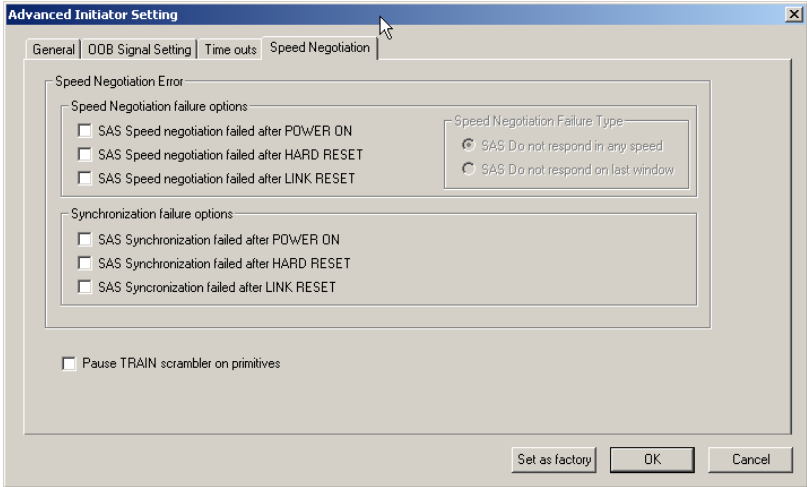 Advanced Initiator Setting
General OOB Signal Setting Time outs Speed Negotiation
Speed Negotiation Error
Speed Negotiation failure options
SAS Speed negotiation failed after POWER ON
SAS Speed negotiation failed after HARD RESET
SAS Speed negotiation failed after LINK RESET
Speed Negotiation Failure Type
SAS Do not respond in any speed
SAS Do not respond on last window
Synchronization failure options
SAS Synchronization failed after POWER ON
SAS Synchronization failed after HARD RESET
SAS Syncronization failed after LINK RESET
Pause TRAIN scrambler on primitives
Set as factory OK Cancel